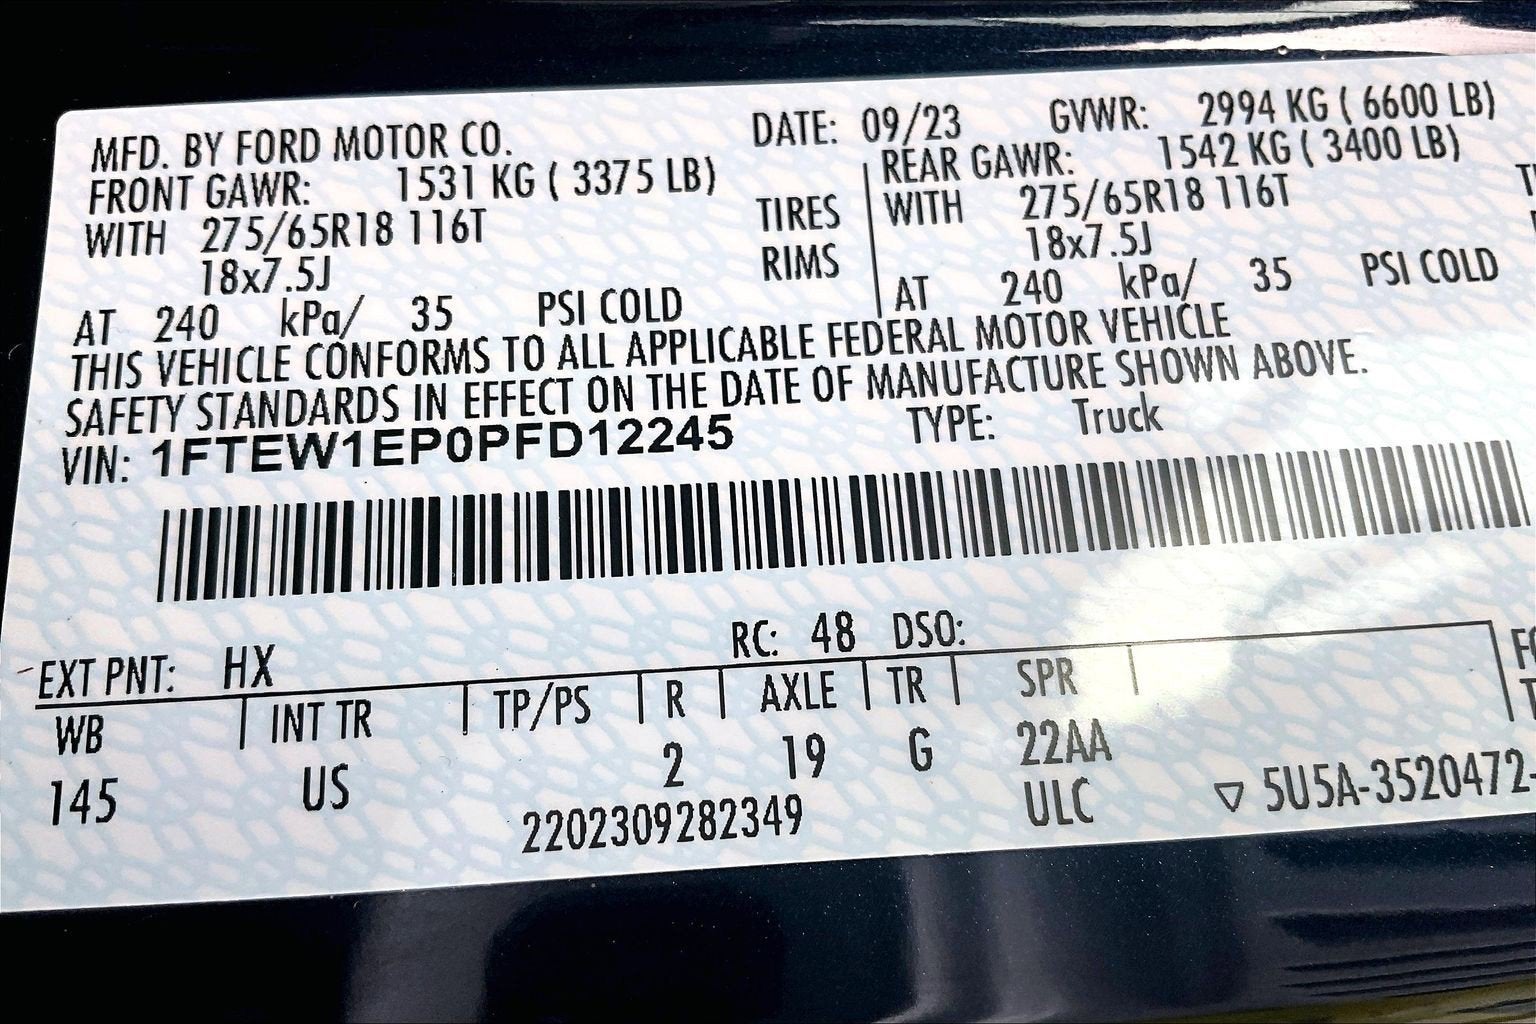 MFD. BY FORD MOTOR CO. DATE: 09/23 GVWR: 2994 KG ( 6600 LB)
FRONT GAWR: 1531 KG ( 3375 LB) REAR GAWR: 1542 KG ( 3400 LB)
WITH 275/65R18 116T TIRES WITH 275/65R18 116T
18x7.5J RIMS 18x7.5J
AT 240 kPa/ 35 PSI COLD AT 240 kPa/ 35 PSI COLD
THIS VEHICLE CONFORMS TO ALL APPLICABLE FEDERAL MOTOR VEHICLE
SAFETY STANDARDS IN EFFECT ON THE DATE OF MANUFACTURE SHOWN ABOVE.
VIN: 1FTEW1EP0PFD12245 TYPE: Truck
EXT PNT: HX RC: 48 DSO:
WB INT TR TP/PS R AXLE TR SPR
145 US 2 19 G 22AA
2202309282349 ULC ▽ 5U5A-3520472-